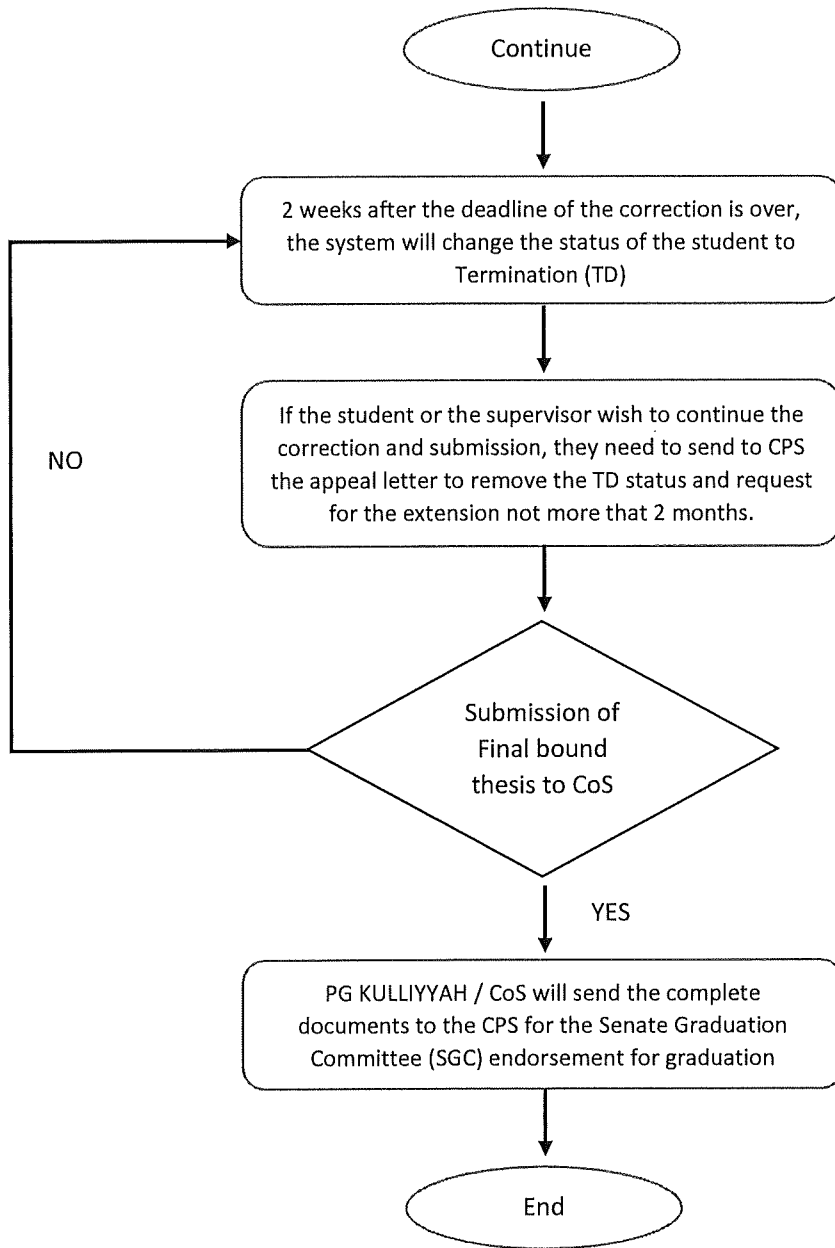 Continue
2 weeks after the deadline of the correction is over,
the system will change the status of the student to
Termination (TD)
If the student or the supervisor wish to continue the
correction and submission, they need to send to CPS
the appeal letter to remove the TD status and request
for the extension not more that 2 months.
NO
Submission of
Final bound
thesis to CoS
YES
PG KULLIYYAH / CoS will send the complete
documents to the CPS for the Senate Graduation
Committee (SGC) endorsement for graduation
End